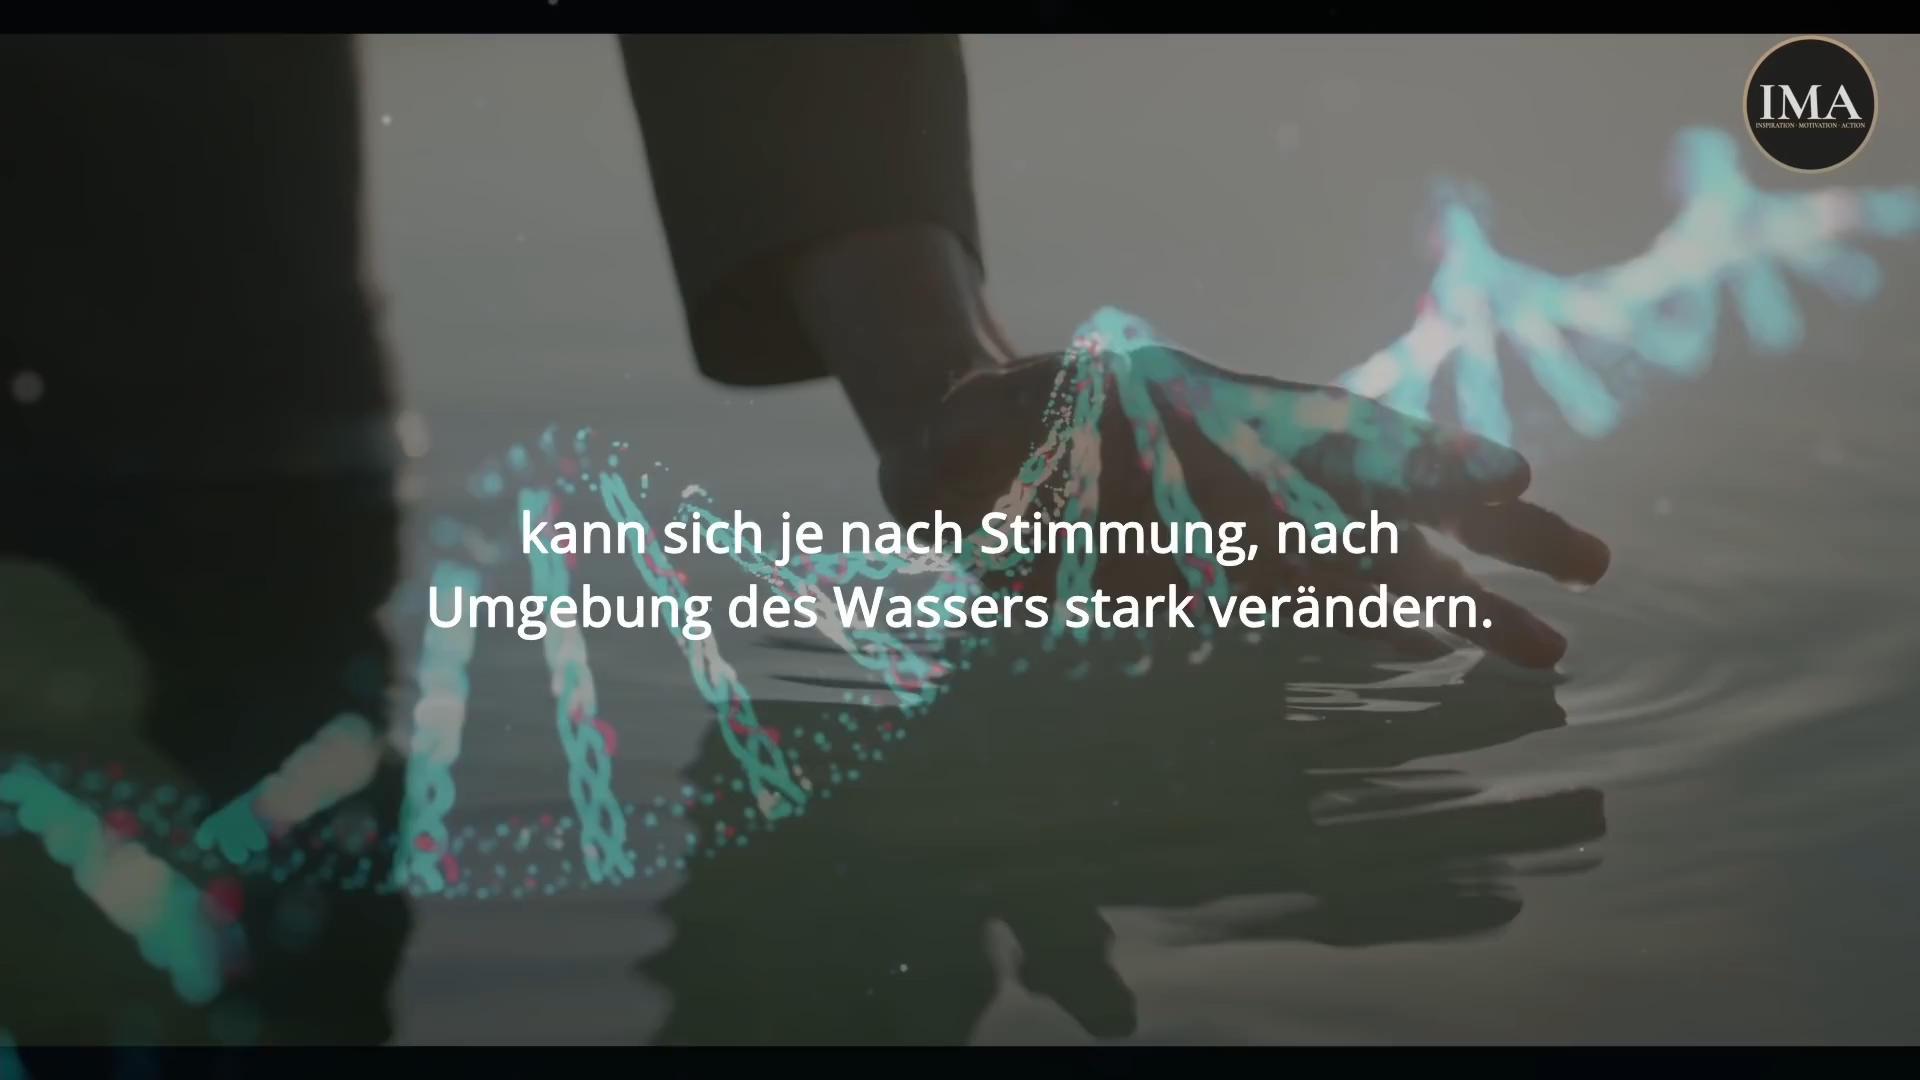 IMA
INSPIRATION · MOTIVATION · ACTION
kann sich je nach Stimmung, nach
Umgebung des Wassers stark verändern.